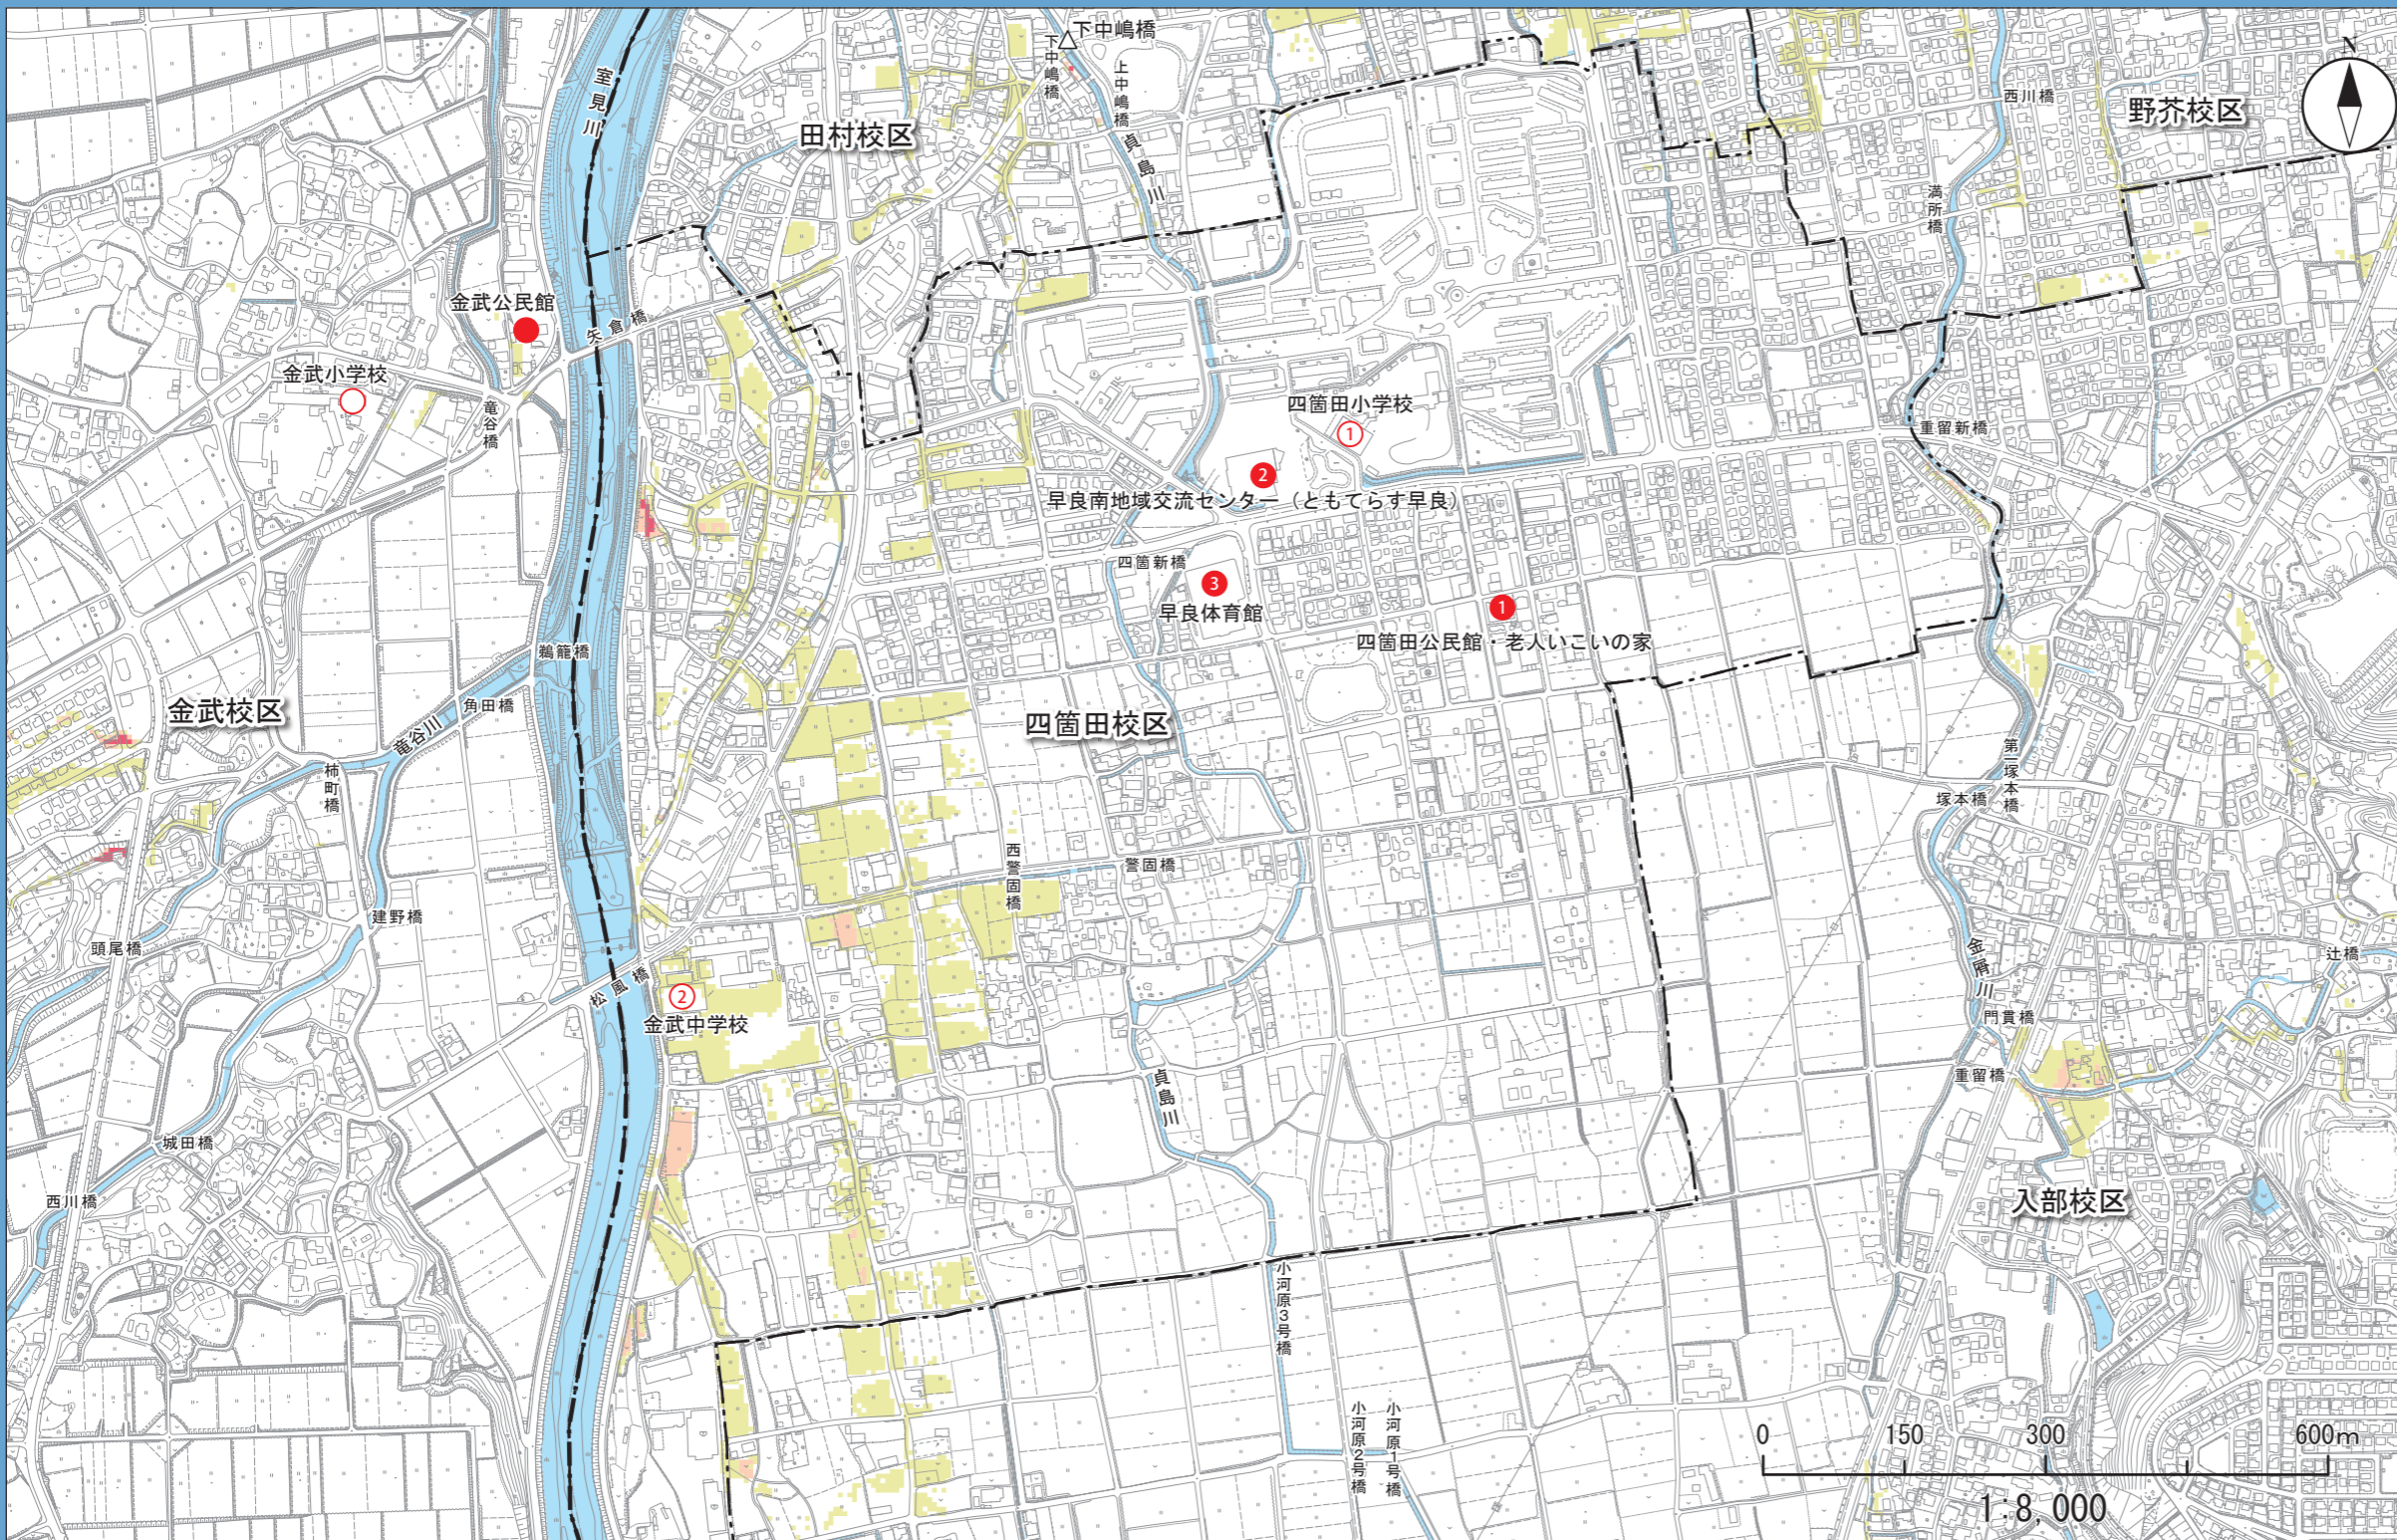 下中嶋橋
下中嶋橋
上中嶋橋
N
室見川
田村校区
貞島川
西川橋
野芥校区
満所橋
金武公民館
矢倉橋
金武小学校
竜谷橋
四箇田小学校
1
重留新橋
2
早良南地域交流センター（ともてらす早良）
四箇新橋
3
早良体育館
1
四箇田公民館・老人いこいの家
鵜籠橋
角田橋
金武校区
竜谷川
柿町橋
四箇田校区
第二塚本橋
塚本橋
西警固橋
警固橋
建野橋
頭尾橋
松風橋
2
金武中学校
金屑川
辻橋
門貫橋
重留橋
貞島川
城田橋
西川橋
入部校区
小河原3号橋
小河原2号橋
小河原1号橋
0 150 300 600m
1:8,000